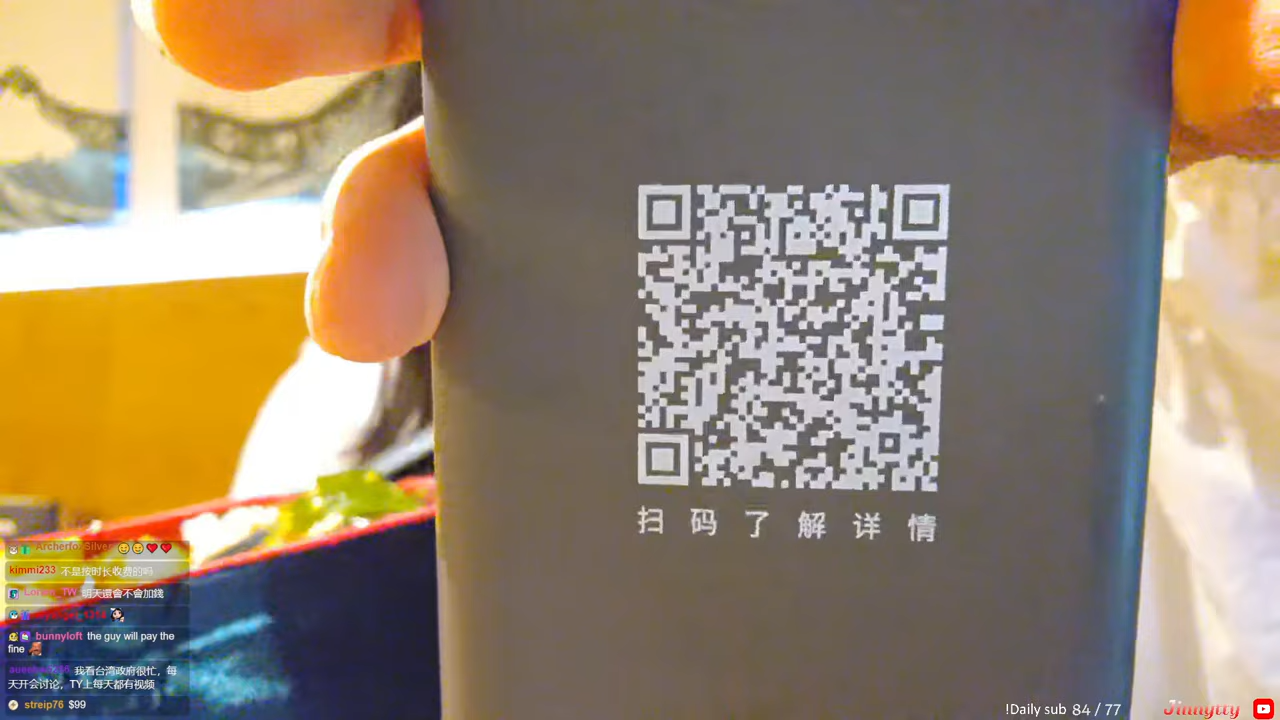 扫码了解详情
Archerfox Silver
kimmi233 不是按时长收费的吗
明天還會不會加錢
bunnyloft the guy will pay the
fine
我看台湾政府很忙，每
天开会讨论，TY上每天都有视频
streip76 $99
!Daily sub 84 / 77
Jinnytty